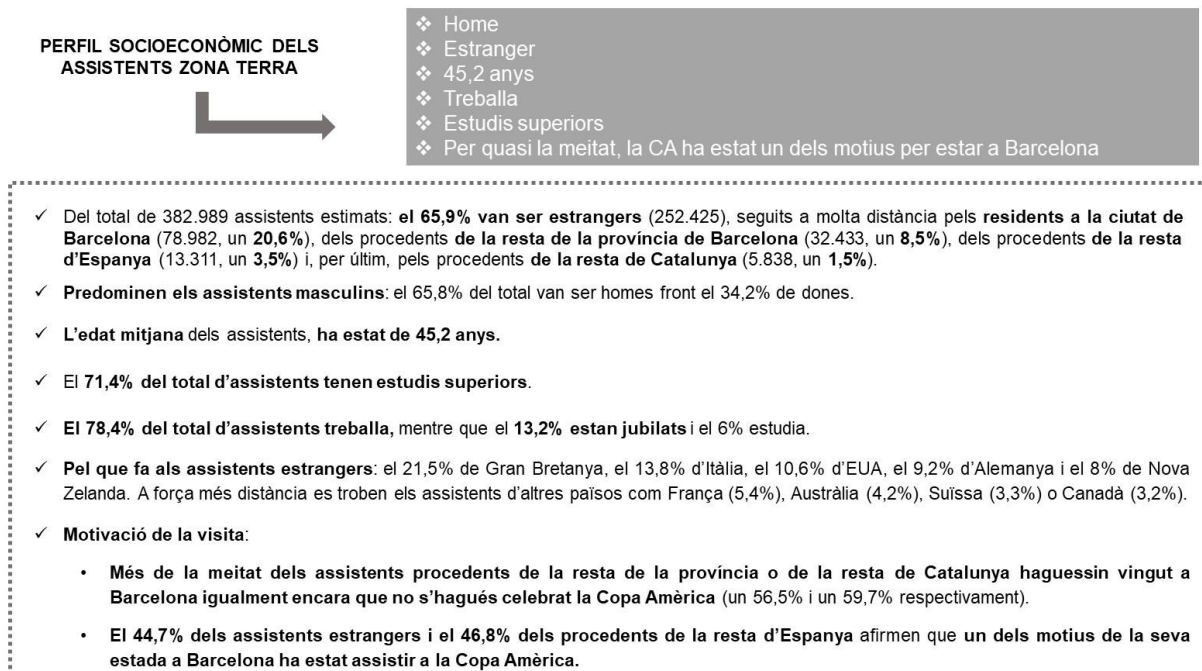 PERFIL SOCIOECONÒMIC DELS
ASSISTENTS ZONA TERRA
❖ Home
❖ Estranger
❖ 45,2 anys
❖ Treballa
❖ Estudis superiors
❖ Per quasi la meitat, la CA ha estat un dels motius per estar a Barcelona
✓ Del total de 382.989 assistents estimats: el 65,9% van ser estrangers (252.425), seguits a molta distància pels residents a la ciutat de
Barcelona (78.982, un 20,6%), dels procedents de la resta de la província de Barcelona (32.433, un 8,5%), dels procedents de la resta
d'Espanya (13.311, un 3,5%) i, per últim, pels procedents de la resta de Catalunya (5.838, un 1,5%).
✓ Predominen els assistents masculins: el 65,8% del total van ser homes front el 34,2% de dones.
✓ L'edat mitjana dels assistents, ha estat de 45,2 anys.
✓ El 71,4% del total d'assistents tenen estudis superiors.
✓ El 78,4% del total d'assistents treballa, mentre que el 13,2% estan jubilats i el 6% estudia.
✓ Pel que fa als assistents estrangers: el 21,5% de Gran Bretanya, el 13,8% d'Itàlia, el 10,6% d'EUA, el 9,2% d'Alemanya i el 8% de Nova
Zelanda. A força més distància es troben els assistents d'altres països com França (5,4%), Austràlia (4,2%), Suïssa (3,3%) o Canadà (3,2%).
✓ Motivació de la visita:
• Més de la meitat dels assistents procedents de la resta de la província o de la resta de Catalunya haguessin vingut a
Barcelona igualment encara que no s'hagués celebrat la Copa Amèrica (un 56,5% i un 59,7% respectivament).
• El 44,7% dels assistents estrangers i el 46,8% dels procedents de la resta d'Espanya afirmen que un dels motius de la seva
estada a Barcelona ha estat assistir a la Copa Amèrica.